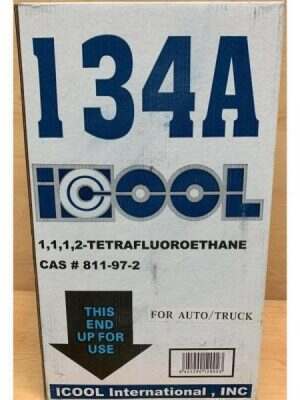 134A
iCOOL
1,1,1,2-TETRAFLUOROETHANE
CAS # 811-97-2
THIS
END
UP FOR
USE
FOR AUTO/TRUCK
ICOOL International , INC